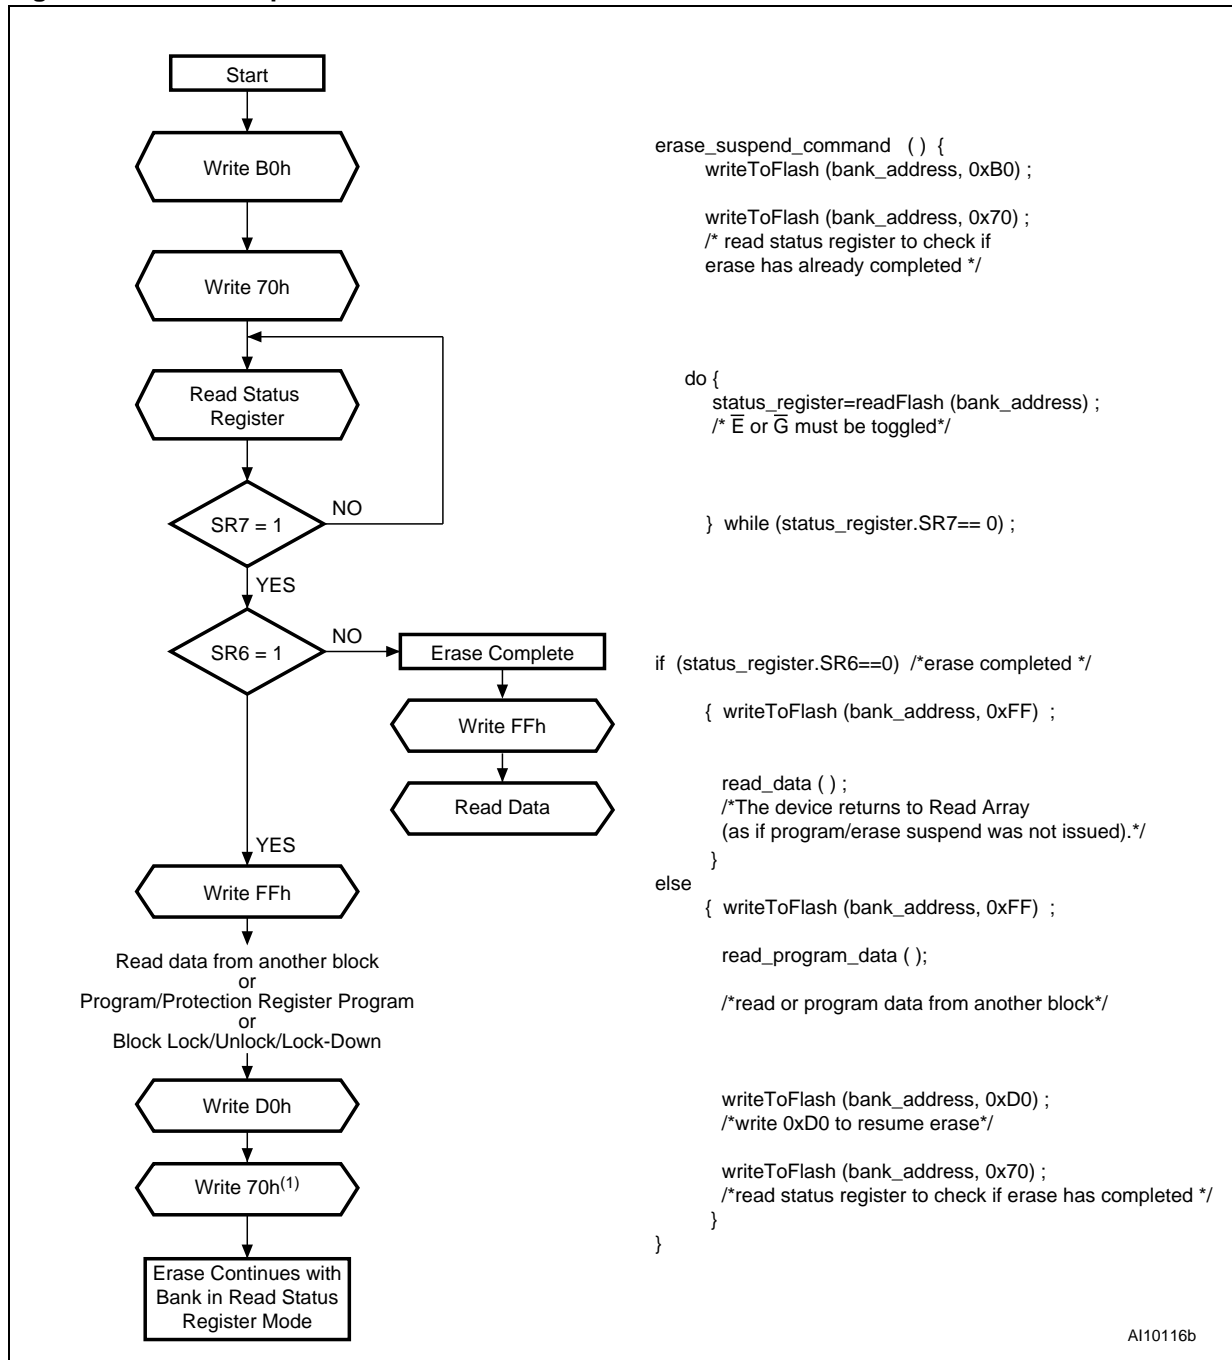 Start
Write B0h
Write 70h
Read Status
Register
SR7 = 1
NO
YES
SR6 = 1
NO
Erase Complete
Write FFh
Read Data
YES
Write FFh
Read data from another block
or
Program/Protection Register Program
or
Block Lock/Unlock/Lock-Down
Write D0h
Write 70h(1)
Erase Continues with
Bank in Read Status
Register Mode
erase_suspend_command ( ) {
writeToFlash (bank_address, 0xB0) ;
writeToFlash (bank_address, 0x70) ;
/* read status register to check if
erase has already completed */
do {
status_register=readFlash (bank_address) ;
/* E̅ or G̅ must be toggled*/
} while (status_register.SR7== 0) ;
if (status_register.SR6==0) /*erase completed */
{ writeToFlash (bank_address, 0xFF) ;
read_data ( ) ;
/*The device returns to Read Array
(as if program/erase suspend was not issued).*/
}
else
{ writeToFlash (bank_address, 0xFF) ;
read_program_data ( );
/*read or program data from another block*/
writeToFlash (bank_address, 0xD0) ;
/*write 0xD0 to resume erase*/
writeToFlash (bank_address, 0x70) ;
/*read status register to check if erase has completed */
}
}
AI10116b